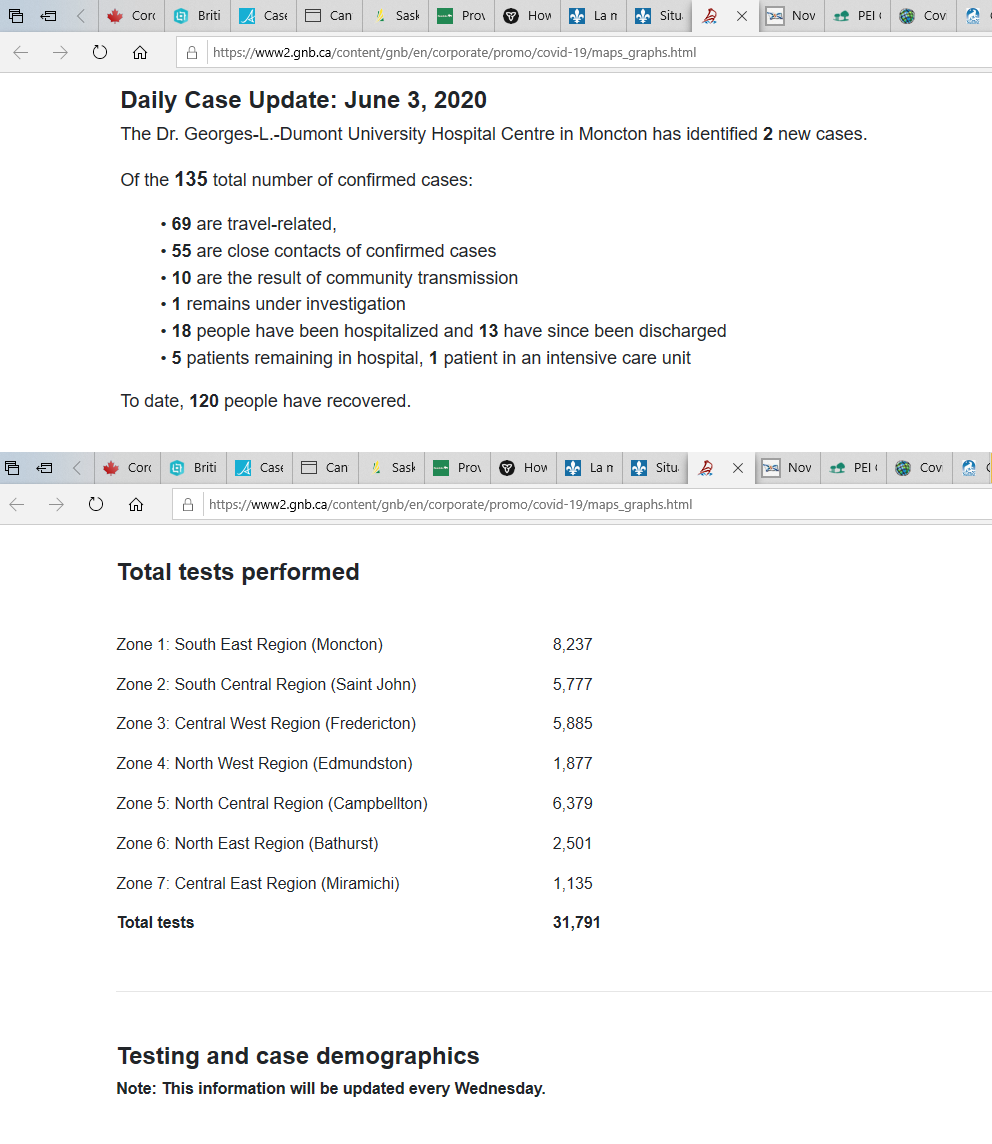 Corc Briti Case Can Sask Prov How La n Situ Nov PEI Cov
https://www2.gnb.ca/content/gnb/en/corporate/promo/covid-19/maps_graphs.html
Daily Case Update: June 3, 2020
The Dr. Georges-L.-Dumont University Hospital Centre in Moncton has identified 2 new cases.
Of the 135 total number of confirmed cases:
• 69 are travel-related,
• 55 are close contacts of confirmed cases
• 10 are the result of community transmission
• 1 remains under investigation
• 18 people have been hospitalized and 13 have since been discharged
• 5 patients remaining in hospital, 1 patient in an intensive care unit
To date, 120 people have recovered.
Corc Briti Case Can Sask Prov How La n Situ Nov PEI Cov
https://www2.gnb.ca/content/gnb/en/corporate/promo/covid-19/maps_graphs.html
Total tests performed
Zone 1: South East Region (Moncton) 8,237
Zone 2: South Central Region (Saint John) 5,777
Zone 3: Central West Region (Fredericton) 5,885
Zone 4: North West Region (Edmundston) 1,877
Zone 5: North Central Region (Campbellton) 6,379
Zone 6: North East Region (Bathurst) 2,501
Zone 7: Central East Region (Miramichi) 1,135
Total tests 31,791
Testing and case demographics
Note: This information will be updated every Wednesday.